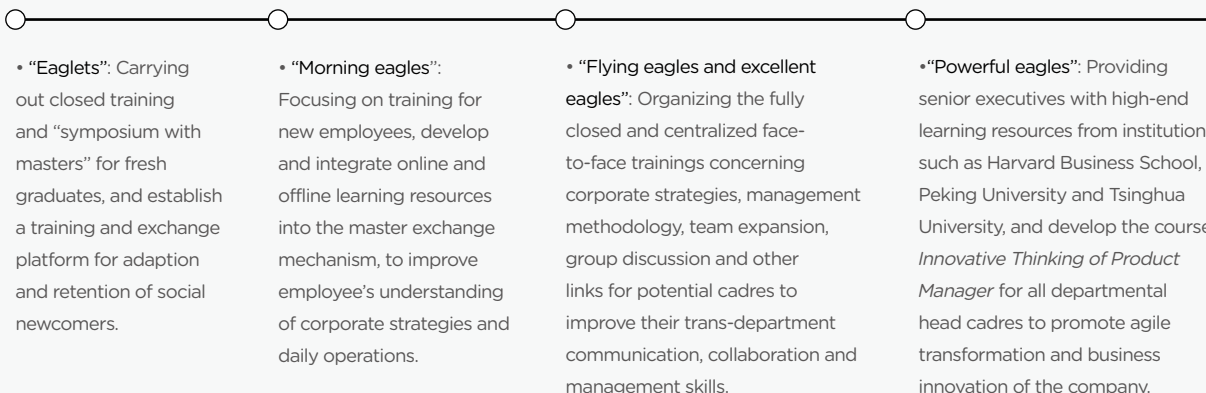 • “Eaglets”: Carrying
out closed training
and “symposium with
masters” for fresh
graduates, and establish
a training and exchange
platform for adaption
and retention of social
newcomers.
• “Morning eagles”:
Focusing on training for
new employees, develop
and integrate online and
offline learning resources
into the master exchange
mechanism, to improve
employee’s understanding
of corporate strategies and
daily operations.
• “Flying eagles and excellent
eagles”: Organizing the fully
closed and centralized face-
to-face trainings concerning
corporate strategies, management
methodology, team expansion,
group discussion and other
links for potential cadres to
improve their trans-department
communication, collaboration and
management skills.
•“Powerful eagles”: Providing
senior executives with high-end
learning resources from institution
such as Harvard Business School,
Peking University and Tsinghua
University, and develop the course
Innovative Thinking of Product
Manager for all departmental
head cadres to promote agile
transformation and business
innovation of the company.